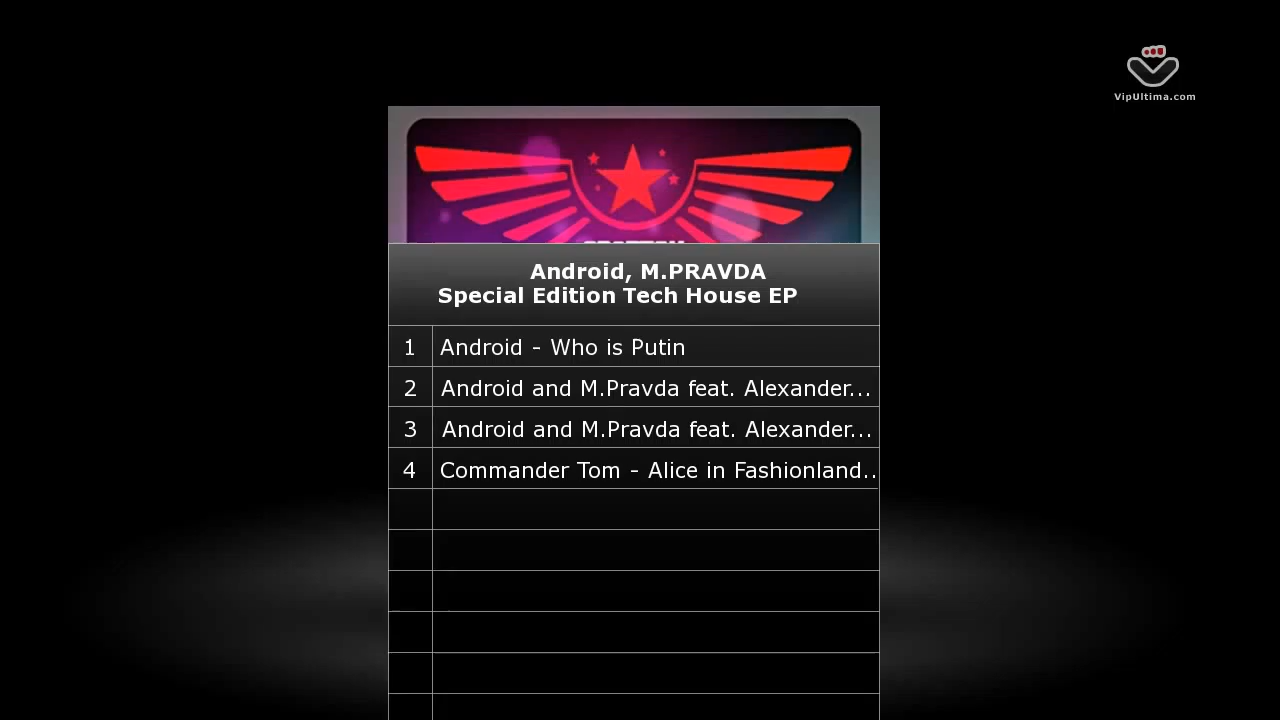 VipUltima.com
Android, M.PRAVDA
Special Edition Tech House EP
1 Android - Who is Putin
2 Android and M.Pravda feat. Alexander...
3 Android and M.Pravda feat. Alexander...
4 Commander Tom - Alice in Fashionland..